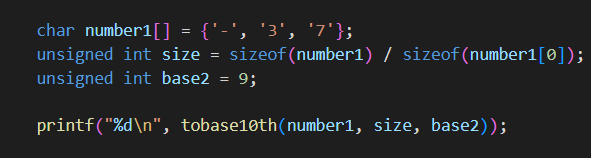 char number1[] = {'-', '3', '7'};
unsigned int size = sizeof(number1) / sizeof(number1[0]);
unsigned int base2 = 9;
printf("%d\n", tobase10th(number1, size, base2));